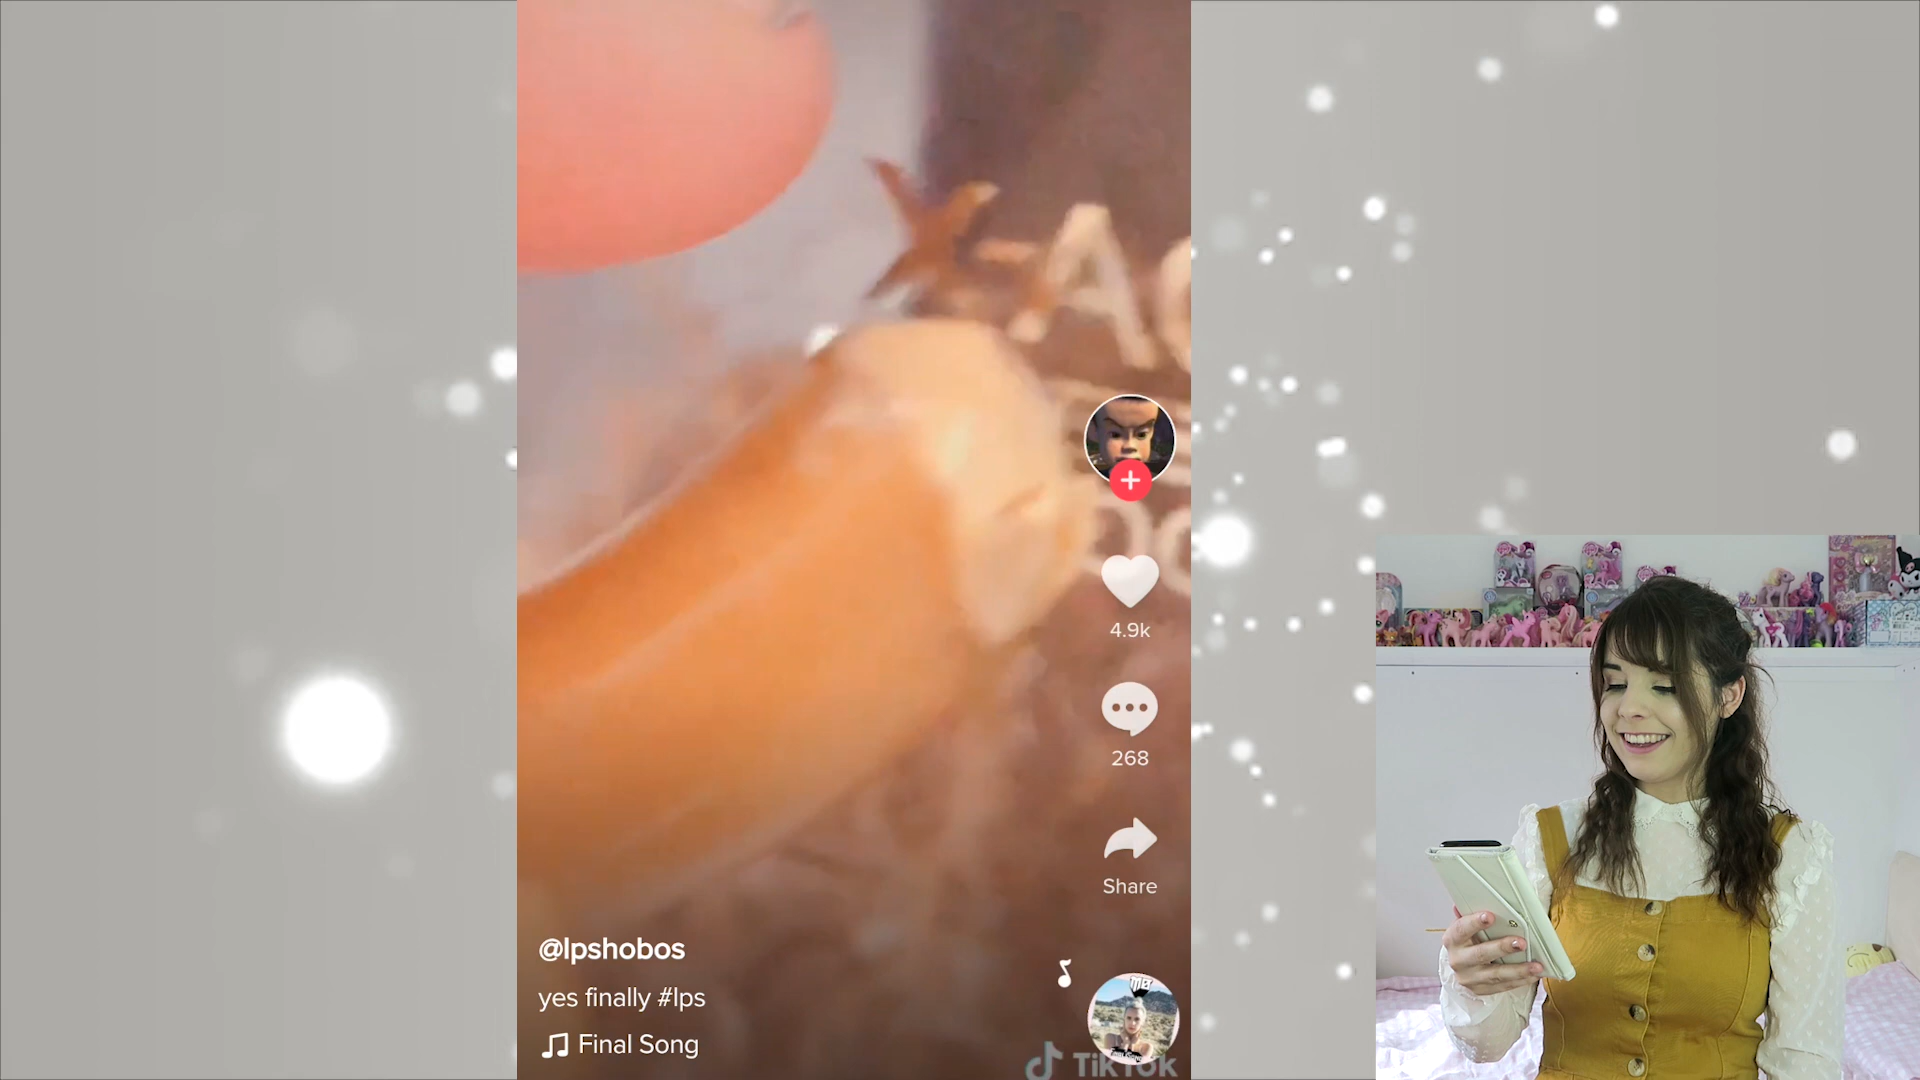 4.9k
268
Share
@lpshobos
yes finally #lps
Final Song
TikTok